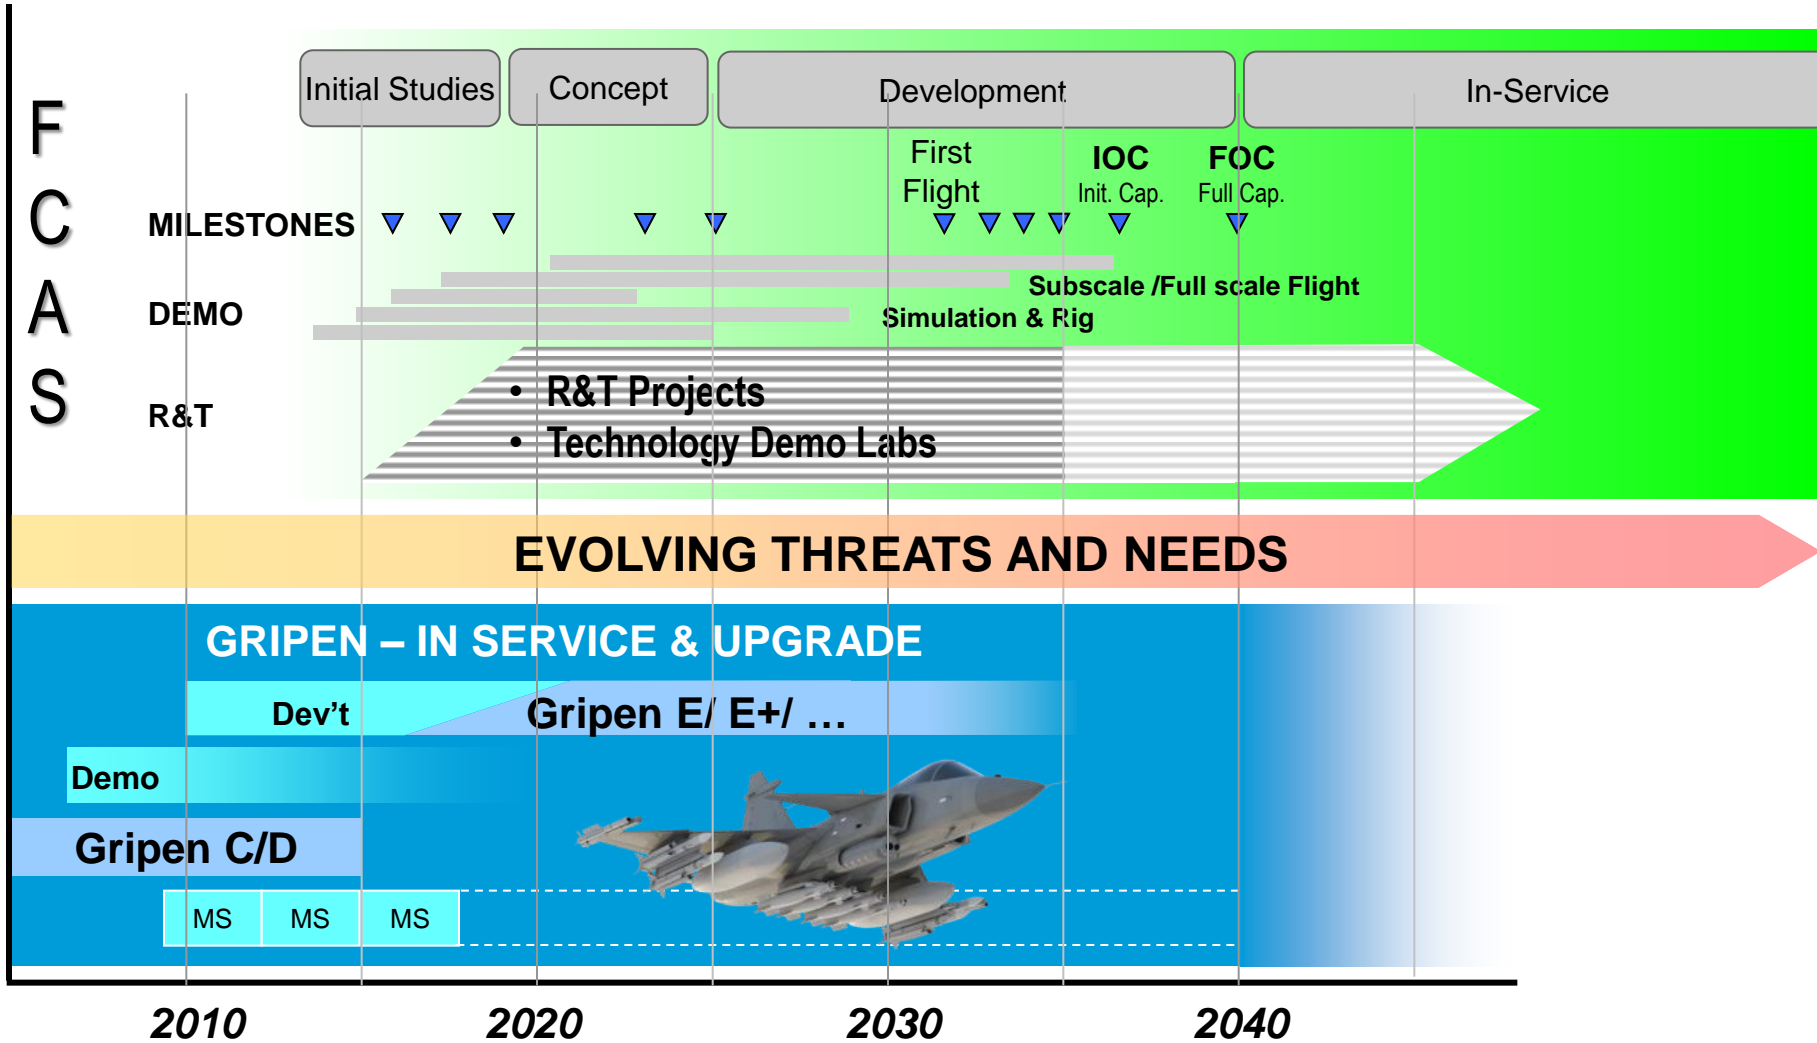 Initial Studies
Concept
Development
In-Service
F
C
A
S
First
Flight
IOC
Init. Cap.
FOC
Full Cap.
MILESTONES
DEMO
Subscale /Full scale Flight
Simulation & Rig
R&T
• R&T Projects
• Technology Demo Labs
EVOLVING THREATS AND NEEDS
GRIPEN – IN SERVICE & UPGRADE
Dev’t
Gripen E/ E+/ …
Demo
Gripen C/D
MS
MS
MS
2010
2020
2030
2040